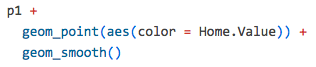 p1 +
  geom_point(aes(color = Home.Value)) +
  geom_smooth()